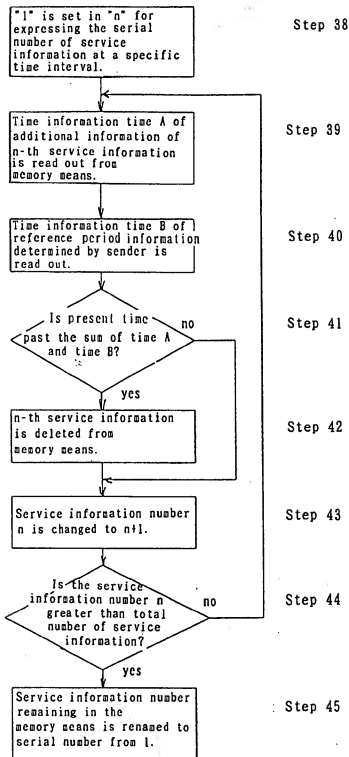 "1" is set in "n" for
expressing the serial
number of service
information at a specific
time interval.
Step 38
Time information time A of
additional information of
n-th service information
is read out from
memory means.
Step 39
Time information time B of
reference period information
determined by sender is
read out.
Step 40
Is present time
past the sum of time A
and time B?
no
Step 41
yes
n-th service information
is deleted from
memory means.
Step 42
Service information number
n is changed to n+1.
Step 43
Is the service
information number n
greater than total
number of service
information?
no
Step 44
yes
Service information number
remaining in the
memory means is renamed to
serial number from 1.
Step 45